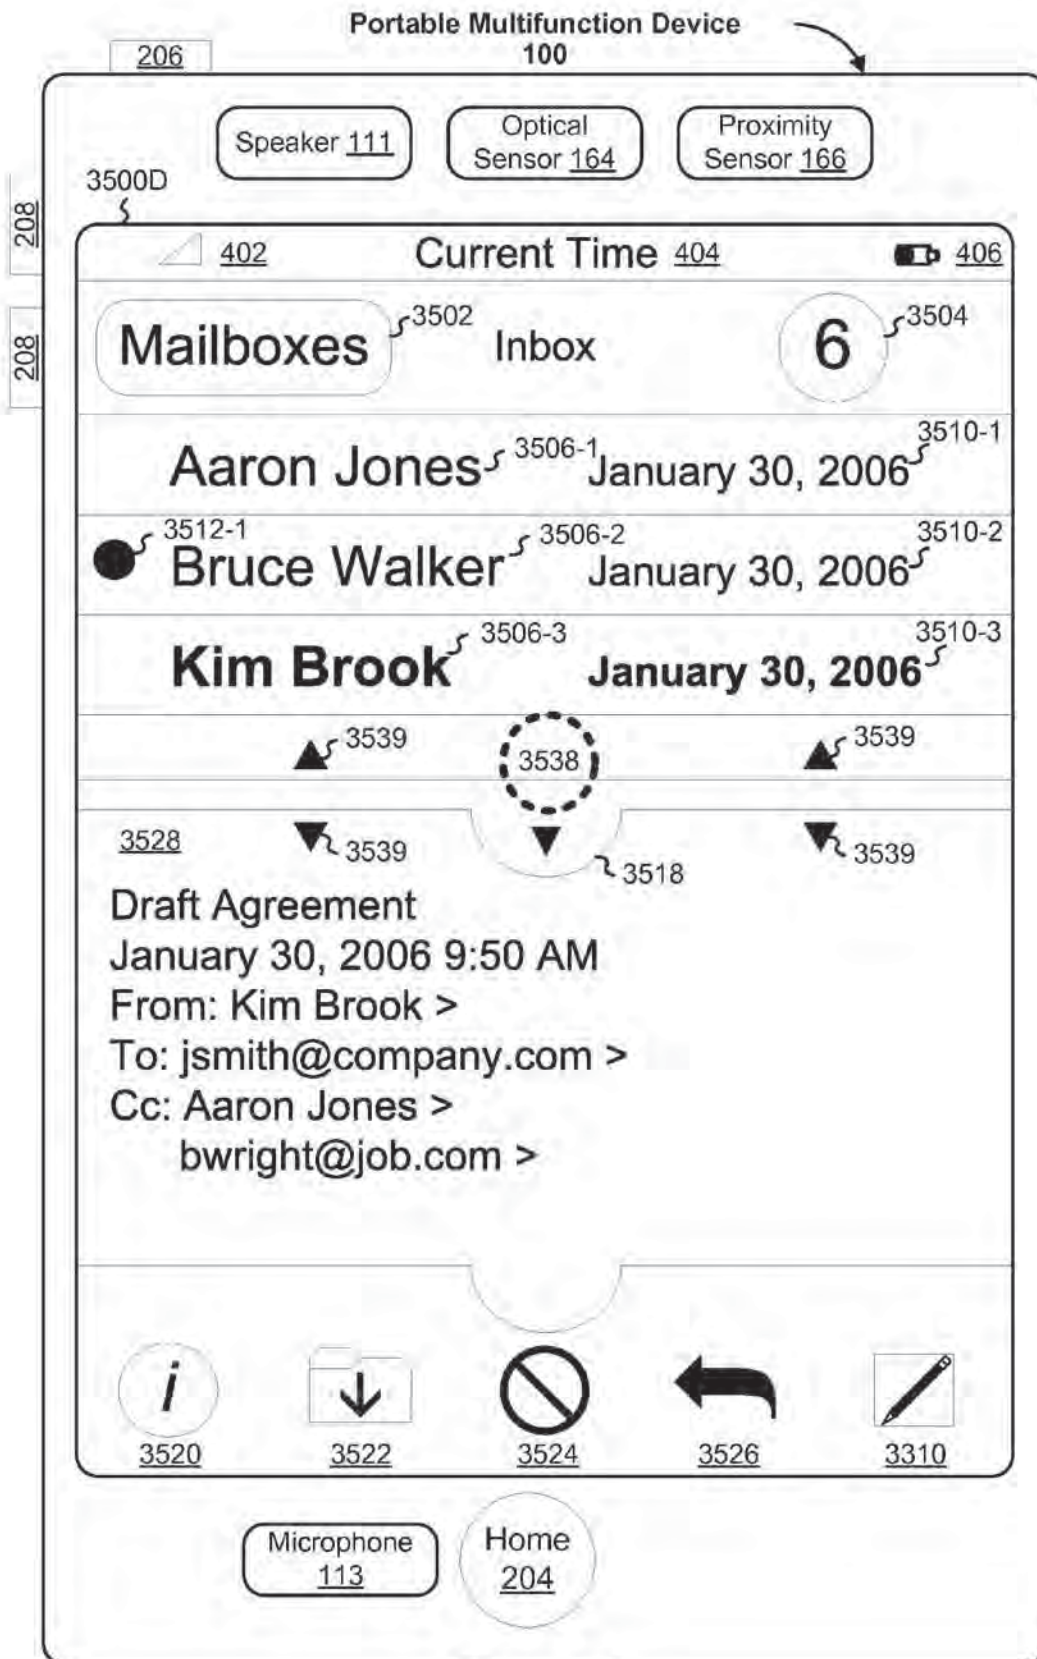 Portable Multifunction Device
100
206
Speaker 111
Optical
Sensor 164
Proximity
Sensor 166
3500D
208
402
Current Time 404
406
208
Mailboxes
3502
Inbox
6
3504
Aaron Jones
3506-1
January 30, 2006
3510-1
3512-1
Bruce Walker
3506-2
January 30, 2006
3510-2
Kim Brook
3506-3
January 30, 2006
3510-3
3539
3538
3539
3528
3539
3518
3539
Draft Agreement
January 30, 2006 9:50 AM
From: Kim Brook >
To: jsmith@company.com >
Cc: Aaron Jones >
bwright@job.com >
i
3520
3522
3524
3526
3310
Microphone
113
Home
204